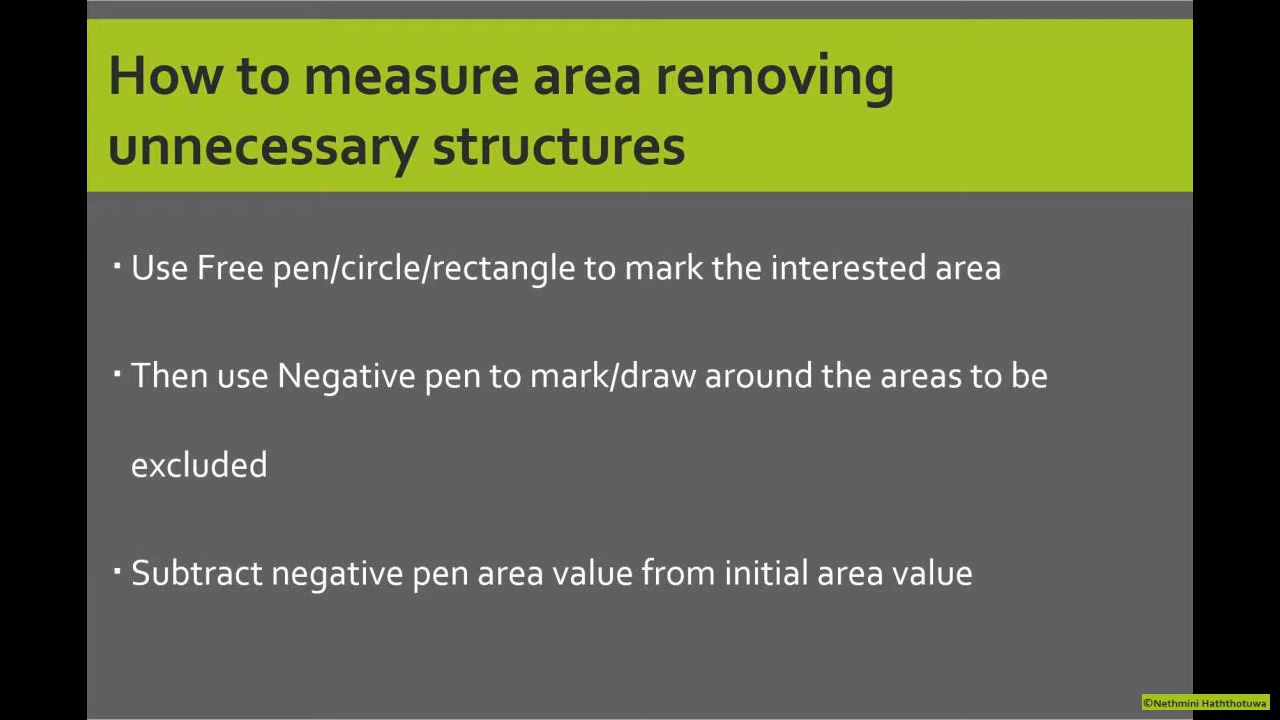 How to measure area removing
unnecessary structures
▪ Use Free pen/circle/rectangle to mark the interested area
▪ Then use Negative pen to mark/draw around the areas to be
excluded
▪ Subtract negative pen area value from initial area value
©Nethmini Haththotuwa